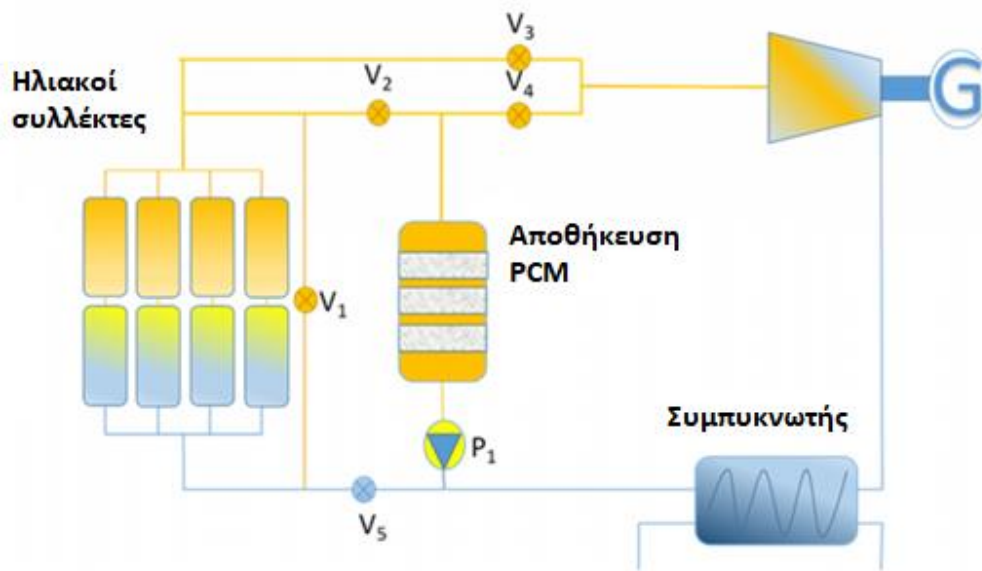 V₃
Ηλιακοί
συλλέκτες
V₂
V₄
G
Αποθήκευση
PCM
V₁
Συμπυκνωτής
P₁
V₅